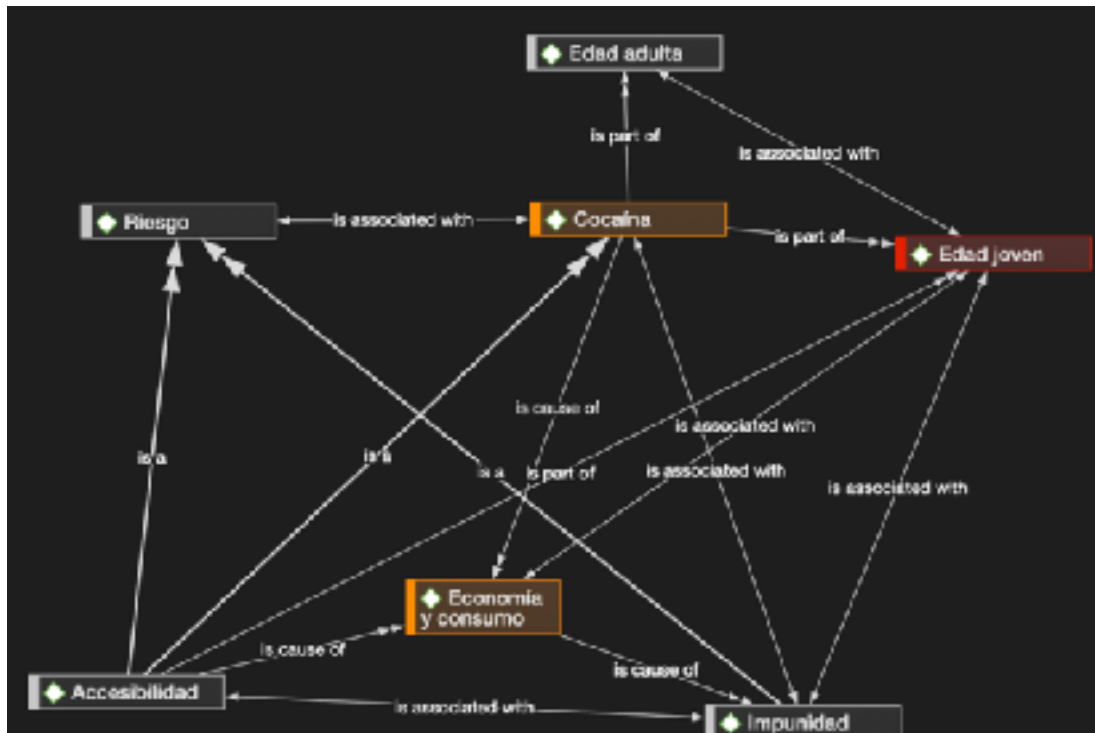 Edad adulta
is part of
is associated with
Riesgo
is associated with
Cocaína
is part of
Edad joven
is cause of
is associated with
is a
is a
is a
is part of
is associated with
is associated with
Economía
y consumo
is cause of
is cause of
Accesibilidad
is associated with
Impunidad